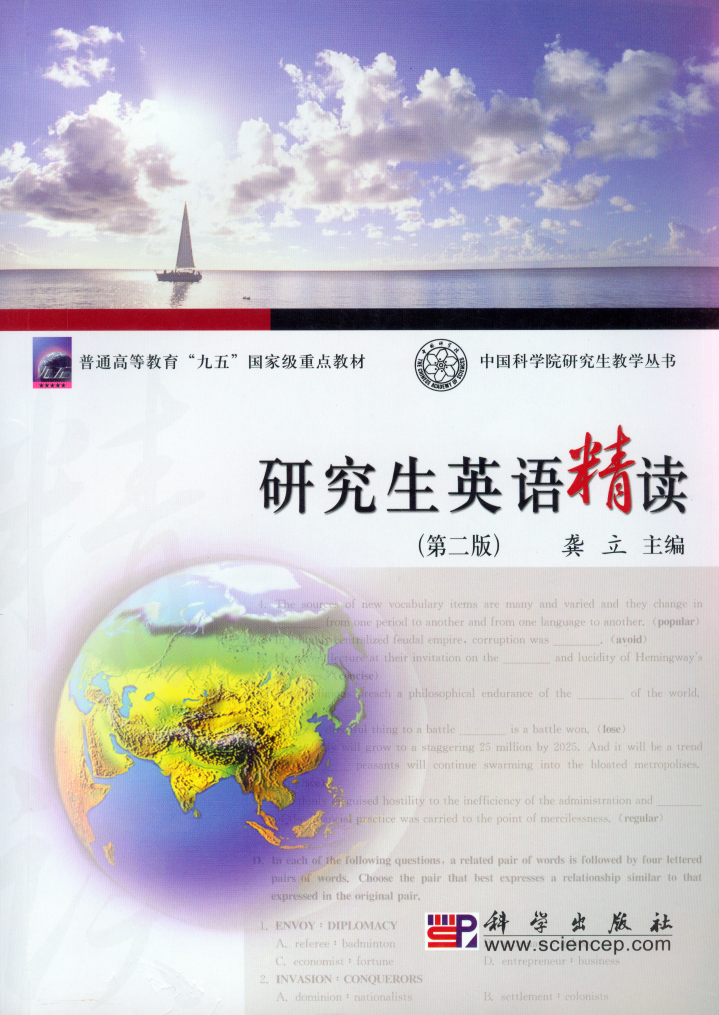 普通高等教育“九五”国家级重点教材
中国科学院研究生教学丛书
研究生英语精读
(第二版) 龚 立 主编
4. The sources of new vocabulary items are many and varied and they change in
from one period to another and from one language to another. (popular)
centralized feudal empire, corruption was ________. (avoid)
lecture at their invitation on the ________ and lucidity of Hemingway's
reach a philosophical endurance of the ________ of the world.
thing to a battle ________ is a battle won. (lose)
will grow to a staggering 25 million by 2025. And it will be a trend
peasants will continue swarming into the bloated metropolises.
hostility to the inefficiency of the administration and ________
practice was carried to the point of mercilessness. (regular)
D. In each of the following questions, a related pair of words is followed by four lettered
pairs of words. Choose the pair that best expresses a relationship similar to that
expressed in the original pair.
1. ENVOY : DIPLOMACY
A. referee : badminton
C. economist : fortune
D. entrepreneur : business
2. INVASION : CONQUERORS
A. dominion : nationalists
B. settlement : colonists
科学出版社
www.sciencep.com